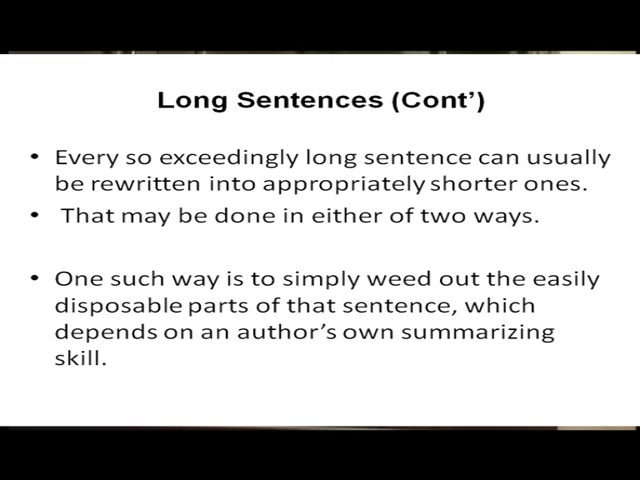 Long Sentences (Cont’)
• Every so exceedingly long sentence can usually
be rewritten into appropriately shorter ones.
• That may be done in either of two ways.
• One such way is to simply weed out the easily
disposable parts of that sentence, which
depends on an author’s own summarizing
skill.